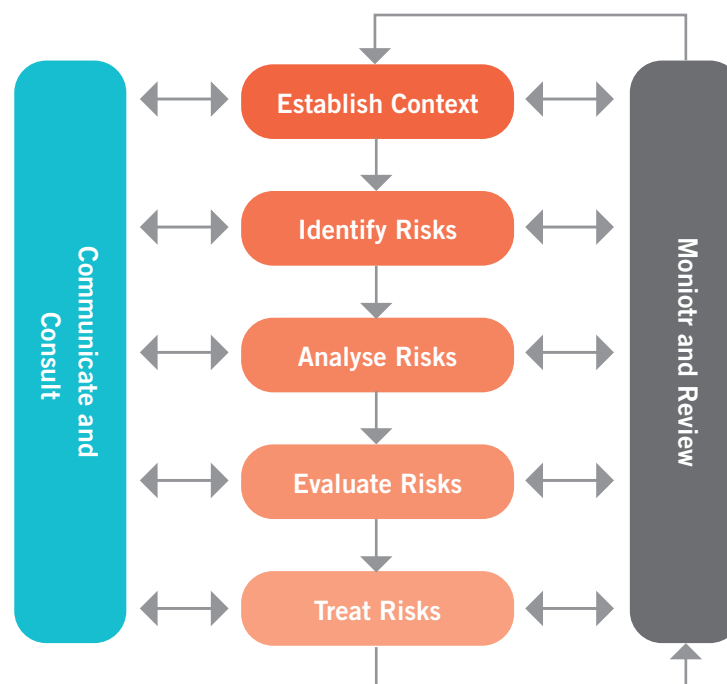 Establish Context
Identify Risks
Analyse Risks
Evaluate Risks
Treat Risks
Communicate and
Consult
Moniotr and Review